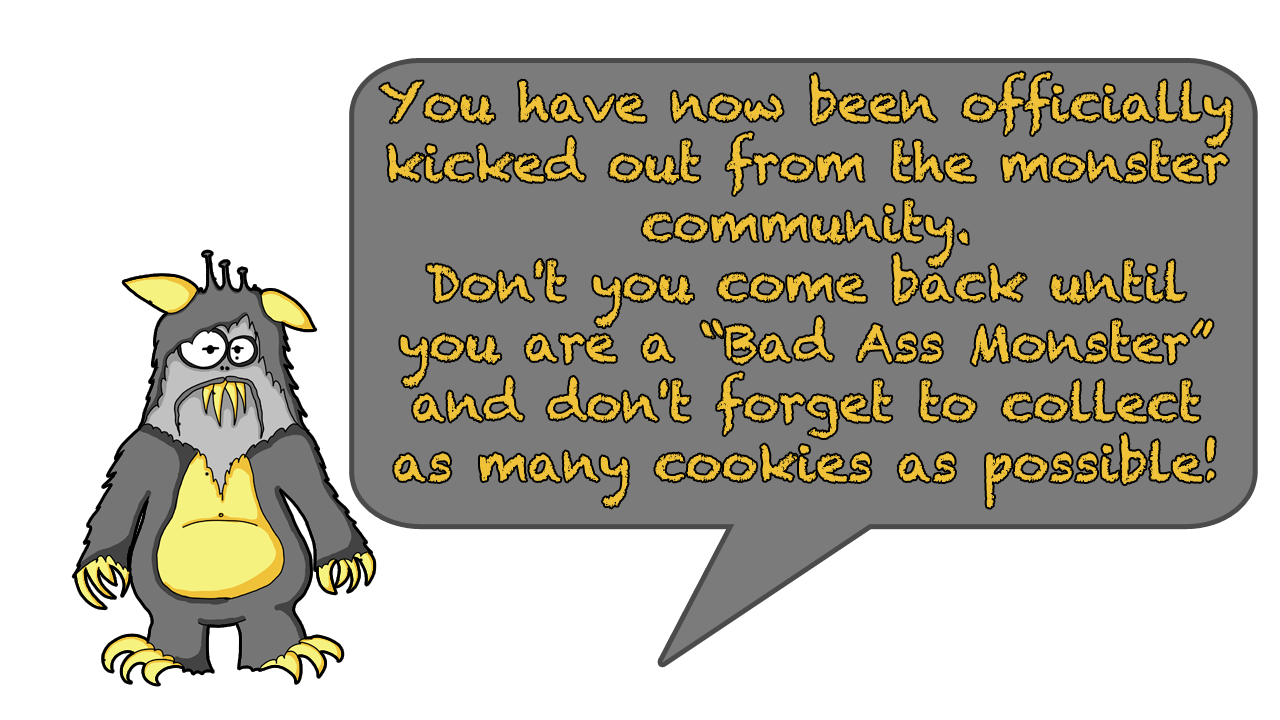 You have now been officially
kicked out from the monster
community.
Don't you come back until
you are a “Bad Ass Monster”
and don't forget to collect
as many cookies as possible!